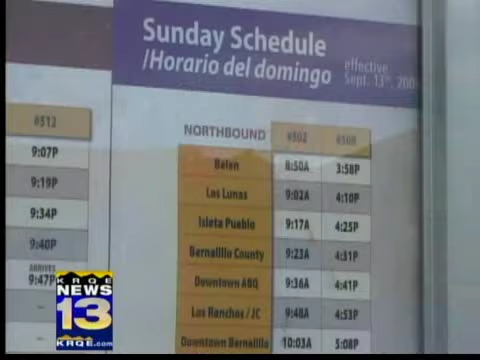 Sunday Schedule
/Horario del domingo
effective
Sept. 13th, 200
#512
9:07P
9:19P
9:34P
9:40P
ARRIVES
9:47P
NORTHBOUND #502
Belen 8:50A 3:58P
Los Lunas 9:02A 4:10P
Isleta Pueblo 9:17A 4:25P
Bernalillo County 9:23A 4:31P
Downtown ABQ 9:36A 4:41P
Los Ranchos / JC 9:48A 4:53P
Downtown Bernalillo 10:03A 5:08P
KRQE
NEWS
13
KRQE.com